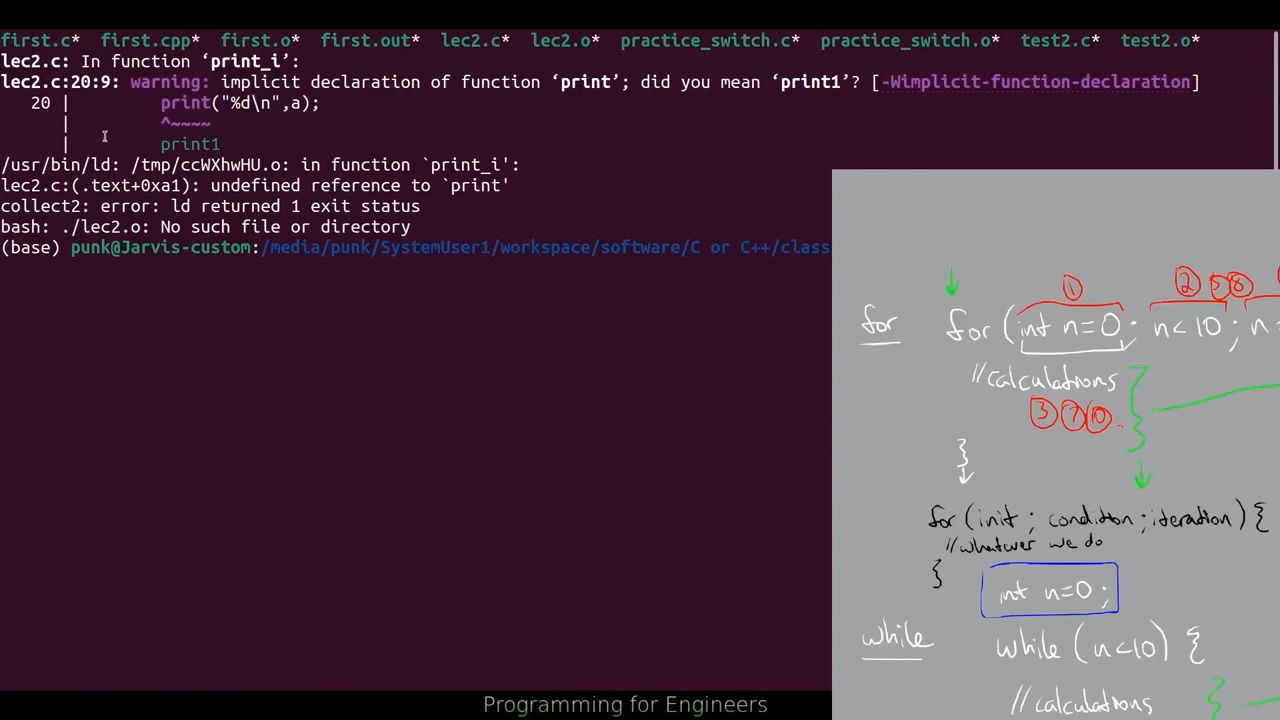 first.c*  first.cpp*  first.o*  first.out*  lec2.c*  lec2.o*  practice_switch.c*  practice_switch.o*  test2.c*  test2.o*
lec2.c: In function ‘print_i’:
lec2.c:20:9: warning: implicit declaration of function ‘print’; did you mean ‘print1’? [-Wimplicit-function-declaration]
20 |         print("%d\n",a);
|         ^~~~~
|         print1
/usr/bin/ld: /tmp/ccWXhwHU.o: in function `print_i':
lec2.c:(.text+0xa1): undefined reference to `print'
collect2: error: ld returned 1 exit status
bash: ./lec2.o: No such file or directory
(base) punk@Jarvis-custom:/media/punk/SystemUser1/workspace/software/C or C++/class
① ② ⑤ ⑧
for for (int n=0; n<10; n
//calculations
③ ⑦ ⑩ ..
}
for (init; condition; iteration) {
//whatever we do
}
int n=0;
while while (n<10) {
//calculations
Programming for Engineers